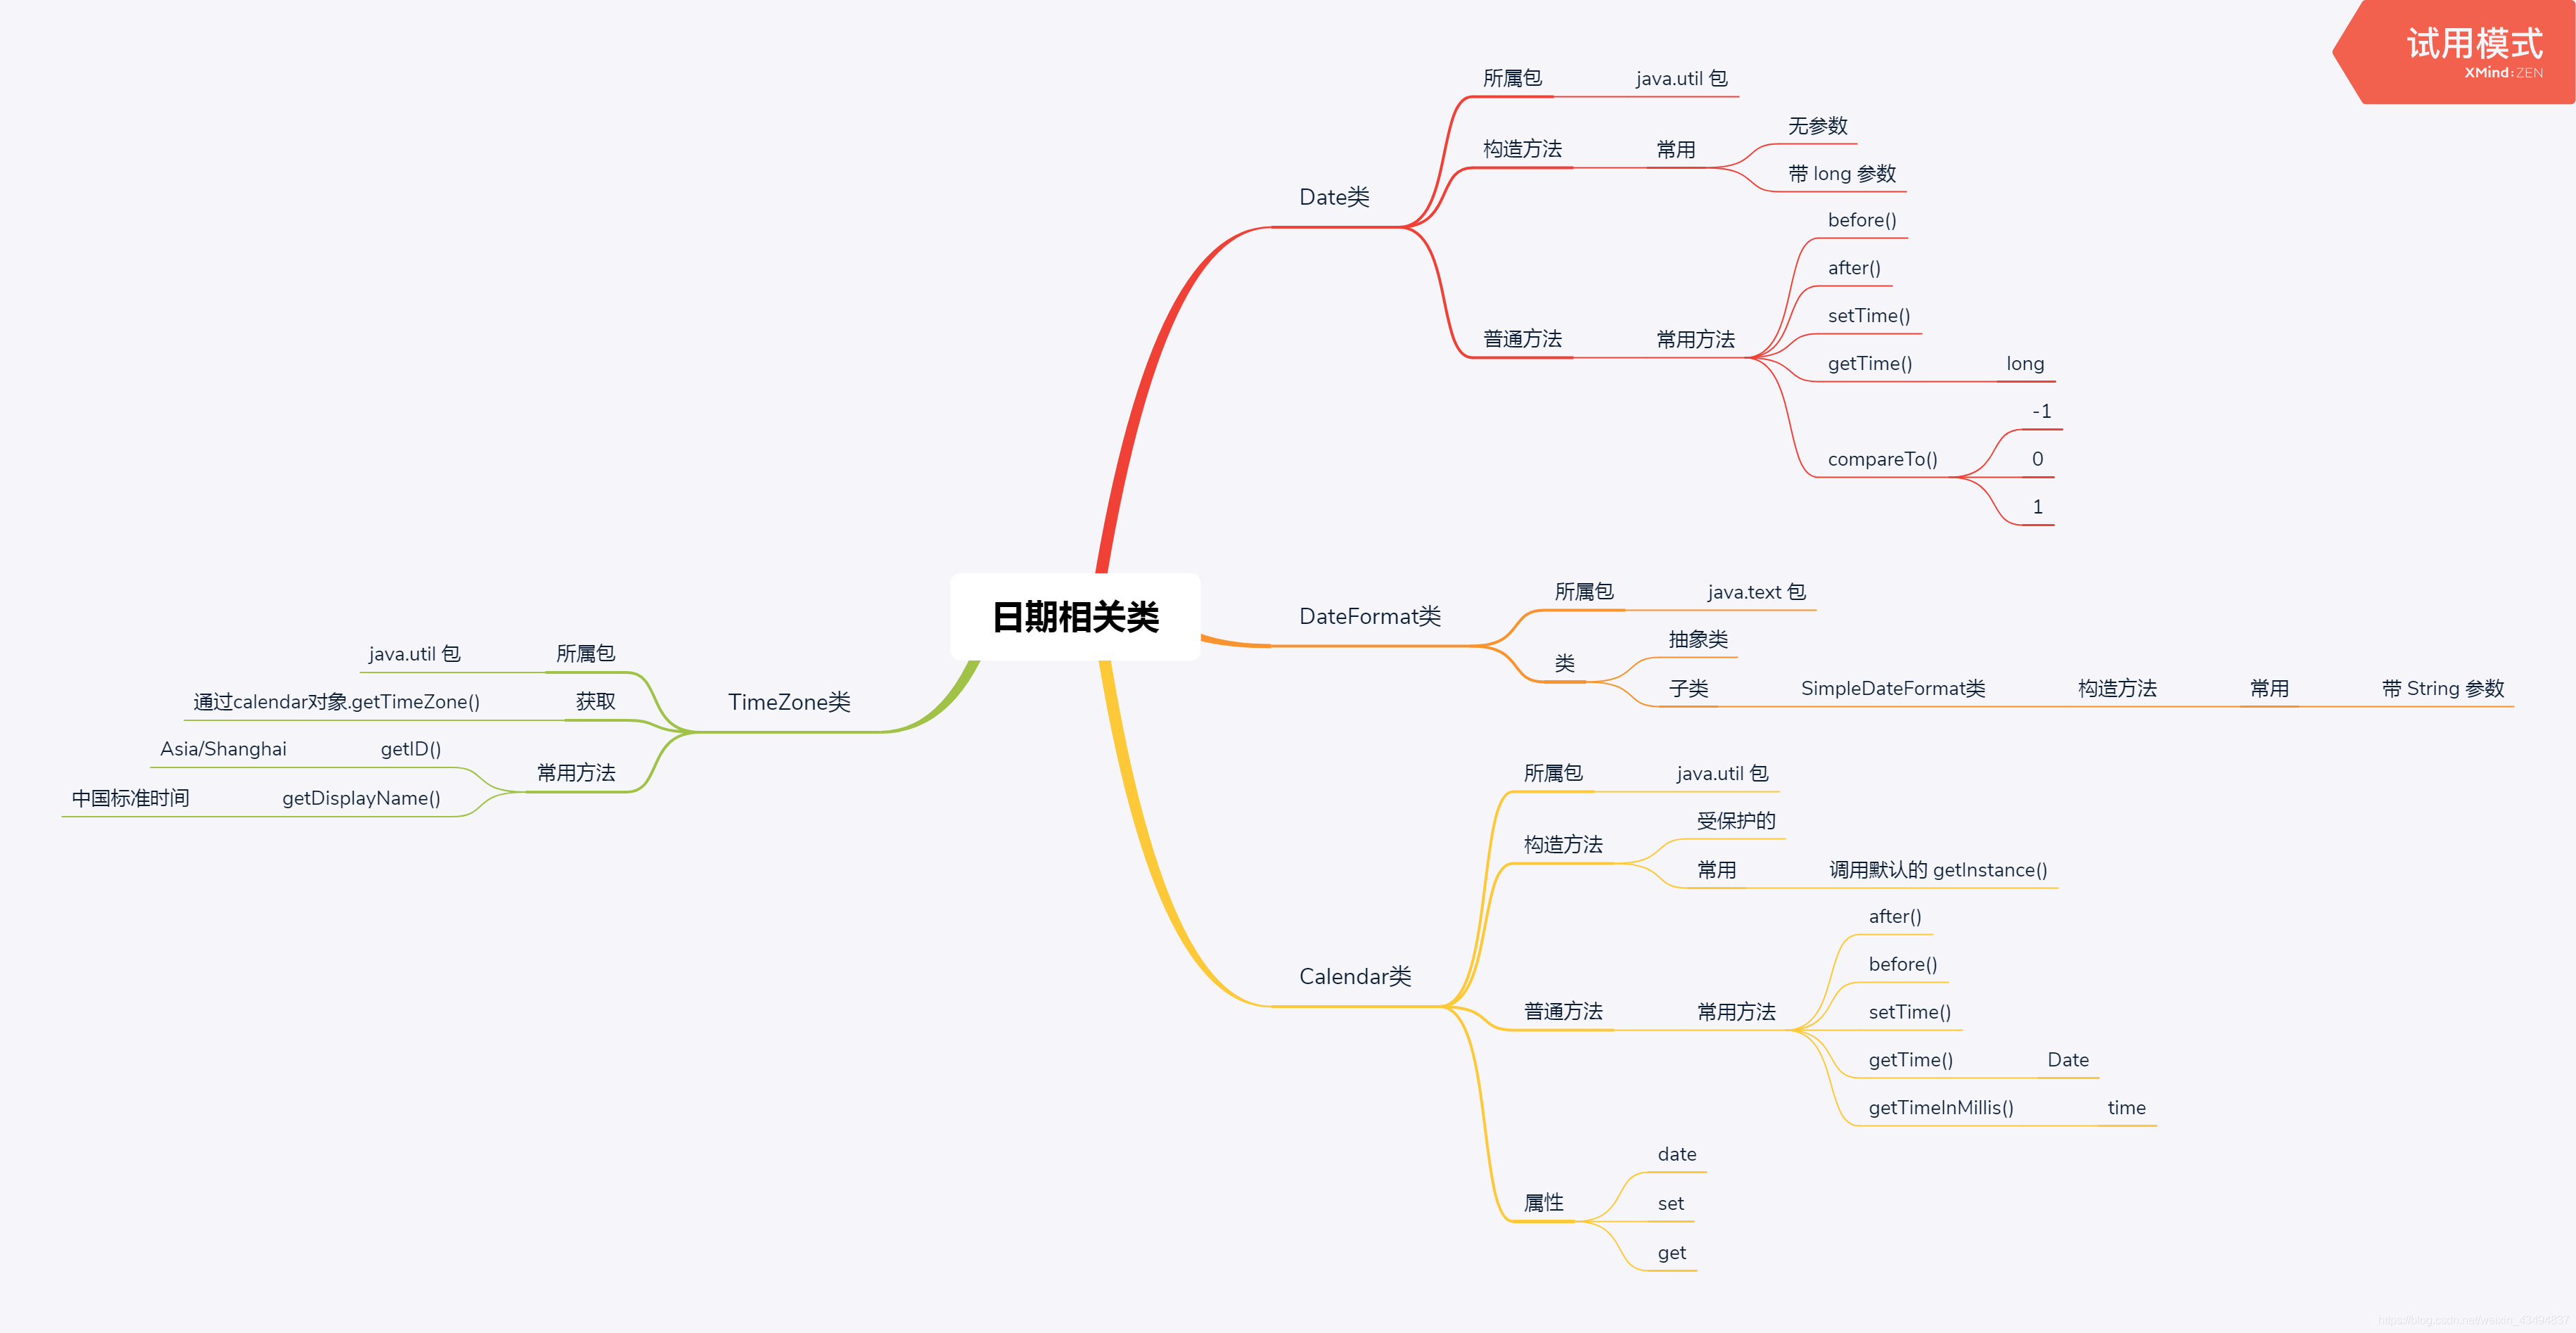 试用模式
XMind:ZEN
日期相关类
Date类
所属包
java.util 包
构造方法
常用
无参数
带 long 参数
普通方法
常用方法
before()
after()
setTime()
getTime()
long
compareTo()
-1
0
1
DateFormat类
所属包
java.text 包
类
抽象类
子类
SimpleDateFormat类
构造方法
常用
带 String 参数
Calendar类
所属包
java.util 包
构造方法
受保护的
常用
调用默认的 getInstance()
普通方法
常用方法
after()
before()
setTime()
getTime()
Date
getTimeInMillis()
time
属性
date
set
get
TimeZone类
所属包
java.util 包
获取
通过calendar对象.getTimeZone()
常用方法
getID()
Asia/Shanghai
getDisplayName()
中国标准时间